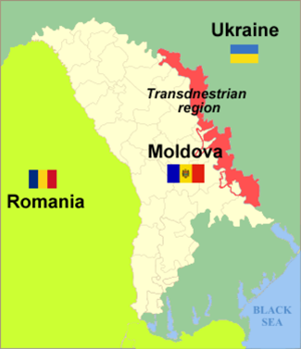 Ukraine
Transdnestrian
region
Moldova
Romania
BLACK
SEA